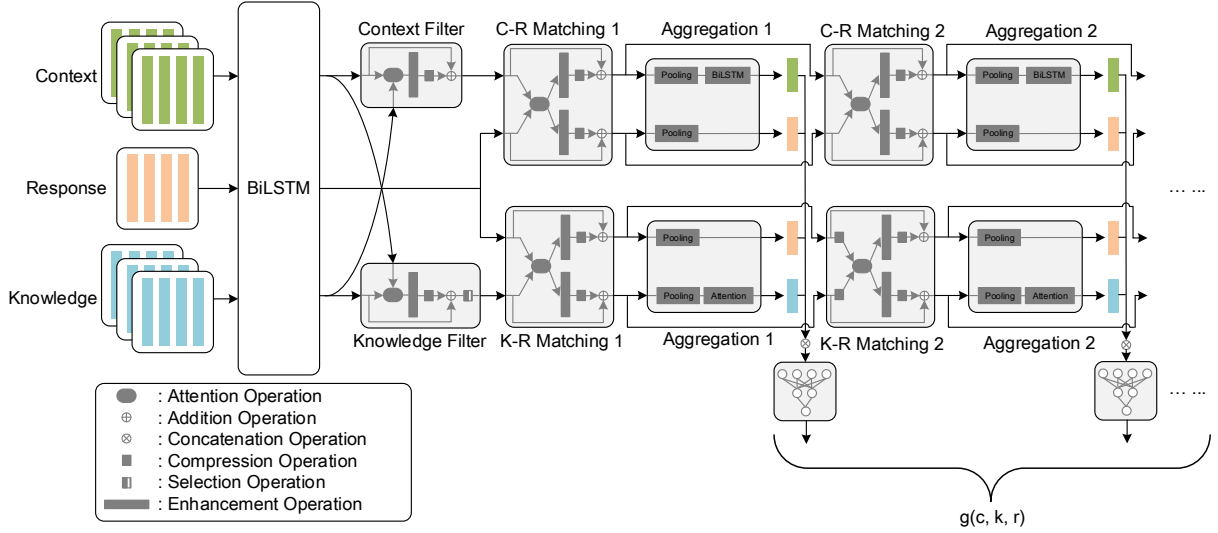 Context Filter
C-R Matching 1
Aggregation 1
C-R Matching 2
Aggregation 2
Context
Pooling
BiLSTM
Pooling
BiLSTM
Pooling
Pooling
Response
BiLSTM
... ...
Pooling
Pooling
Knowledge
Pooling
Attention
Pooling
Attention
Knowledge Filter
K-R Matching 1
Aggregation 1
K-R Matching 2
Aggregation 2
: Attention Operation
: Addition Operation
: Concatenation Operation
: Compression Operation
: Selection Operation
: Enhancement Operation
... ...
g(c, k, r)